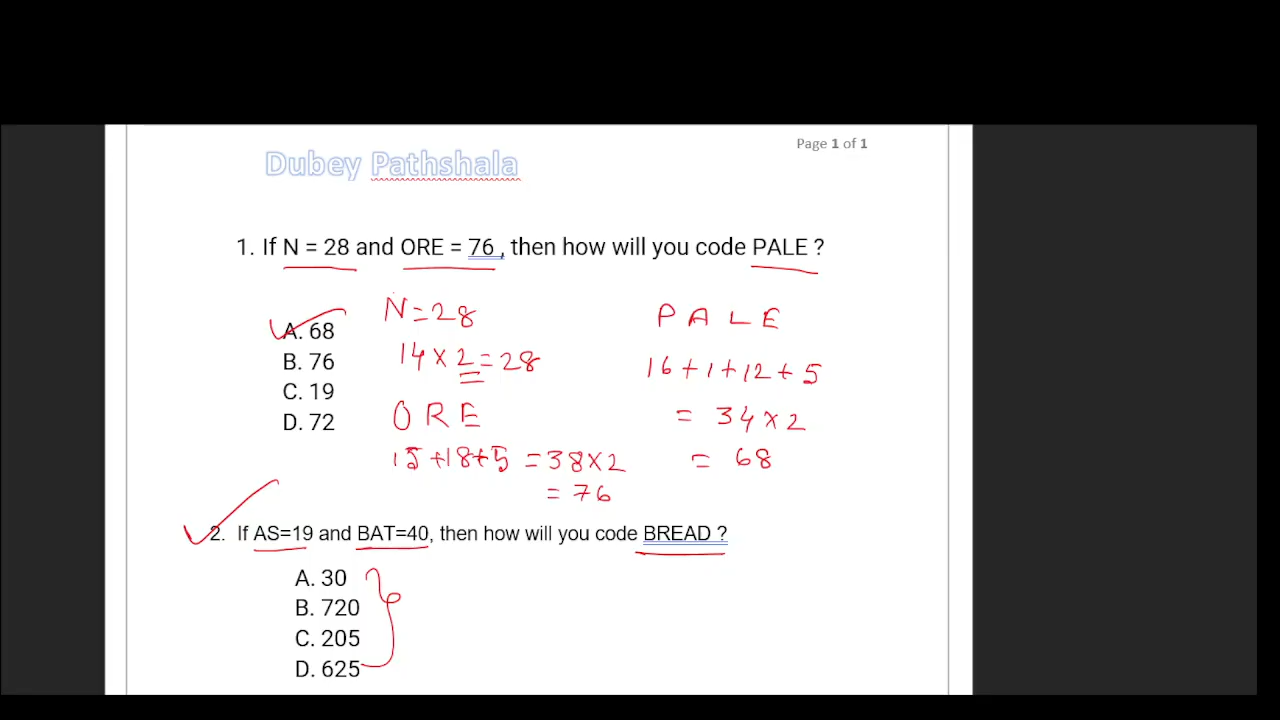 Page 1 of 1
Dubey Pathshala
1. If N = 28 and ORE = 76 , then how will you code PALE ?
A. 68
B. 76
C. 19
D. 72
N=28
14 × 2 = 28
O R E
15+18+5 = 38×2
= 76
P A L E
16 + 1 + 12 + 5
= 34 × 2
= 68
2. If AS=19 and BAT=40, then how will you code BREAD ?
A. 30
B. 720
C. 205
D. 625